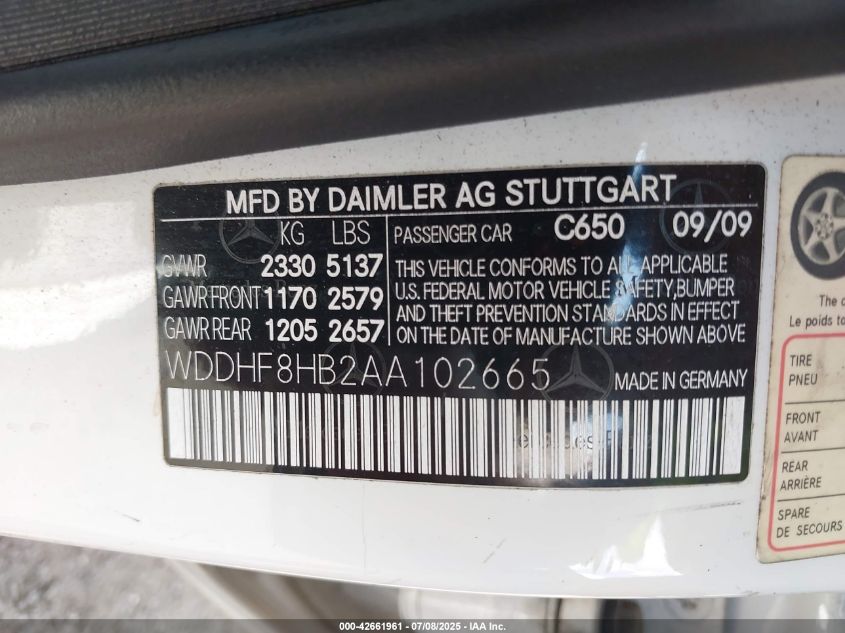 MFD BY DAIMLER AG STUTTGART
KG LBS
GVWR 2330 5137
GAWR FRONT 1170 2579
GAWR REAR 1205 2657
PASSENGER CAR C650 09/09
THIS VEHICLE CONFORMS TO ALL APPLICABLE
U.S. FEDERAL MOTOR VEHICLE SAFETY,BUMPER
AND THEFT PREVENTION STANDARDS IN EFFECT
ON THE DATE OF MANUFACTURE SHOWN ABOVE
WDDHF8HB2AA102665 MADE IN GERMANY
The c
Le poids to
TIRE
PNEU
FRONT
AVANT
REAR
ARRIÈRE
SPARE
DE SECOURS
000-42661961 | 07/08/2025 - IAA Inc.